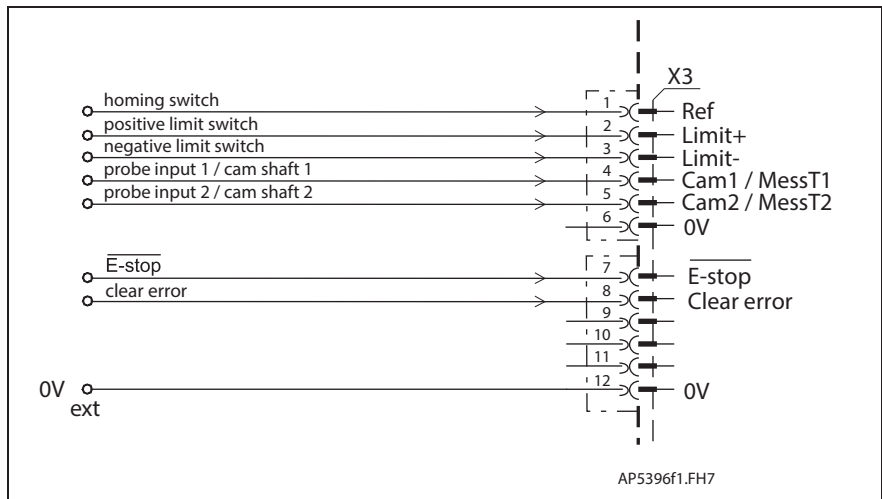 X3
homing switch 1 Ref
positive limit switch 2 Limit+
negative limit switch 3 Limit-
probe input 1 / cam shaft 1 4 Cam1 / MessT1
probe input 2 / cam shaft 2 5 Cam2 / MessT2
6 0V
E-stop 7 E-stop
clear error 8 Clear error
9
10
11
0V 12 0V
ext
AP5396f1.FH7